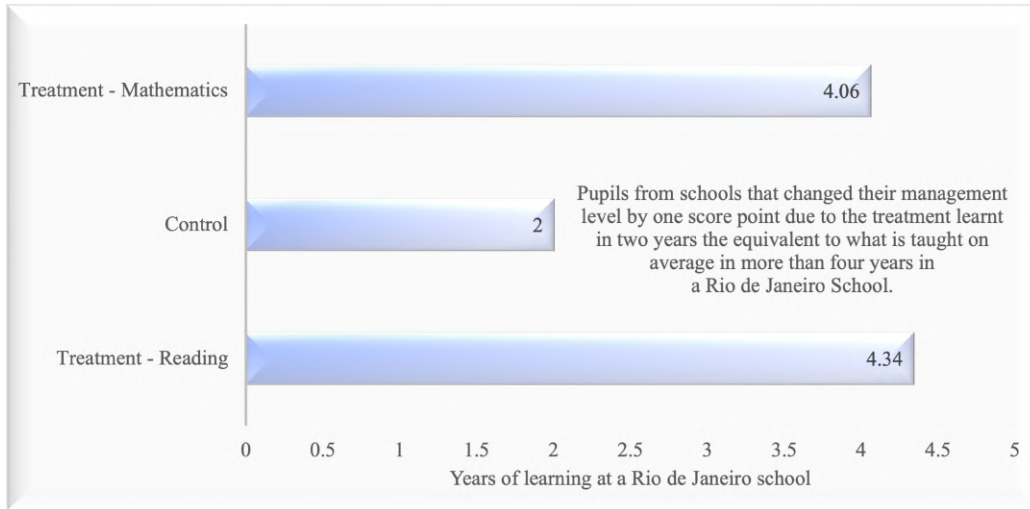 Treatment - Mathematics
4.06
Control
2
Pupils from schools that changed their management
level by one score point due to the treatment learnt
in two years the equivalent to what is taught on
average in more than four years in
a Rio de Janeiro School.
Treatment - Reading
4.34
0 0.5 1 1.5 2 2.5 3 3.5 4 4.5 5
Years of learning at a Rio de Janeiro school